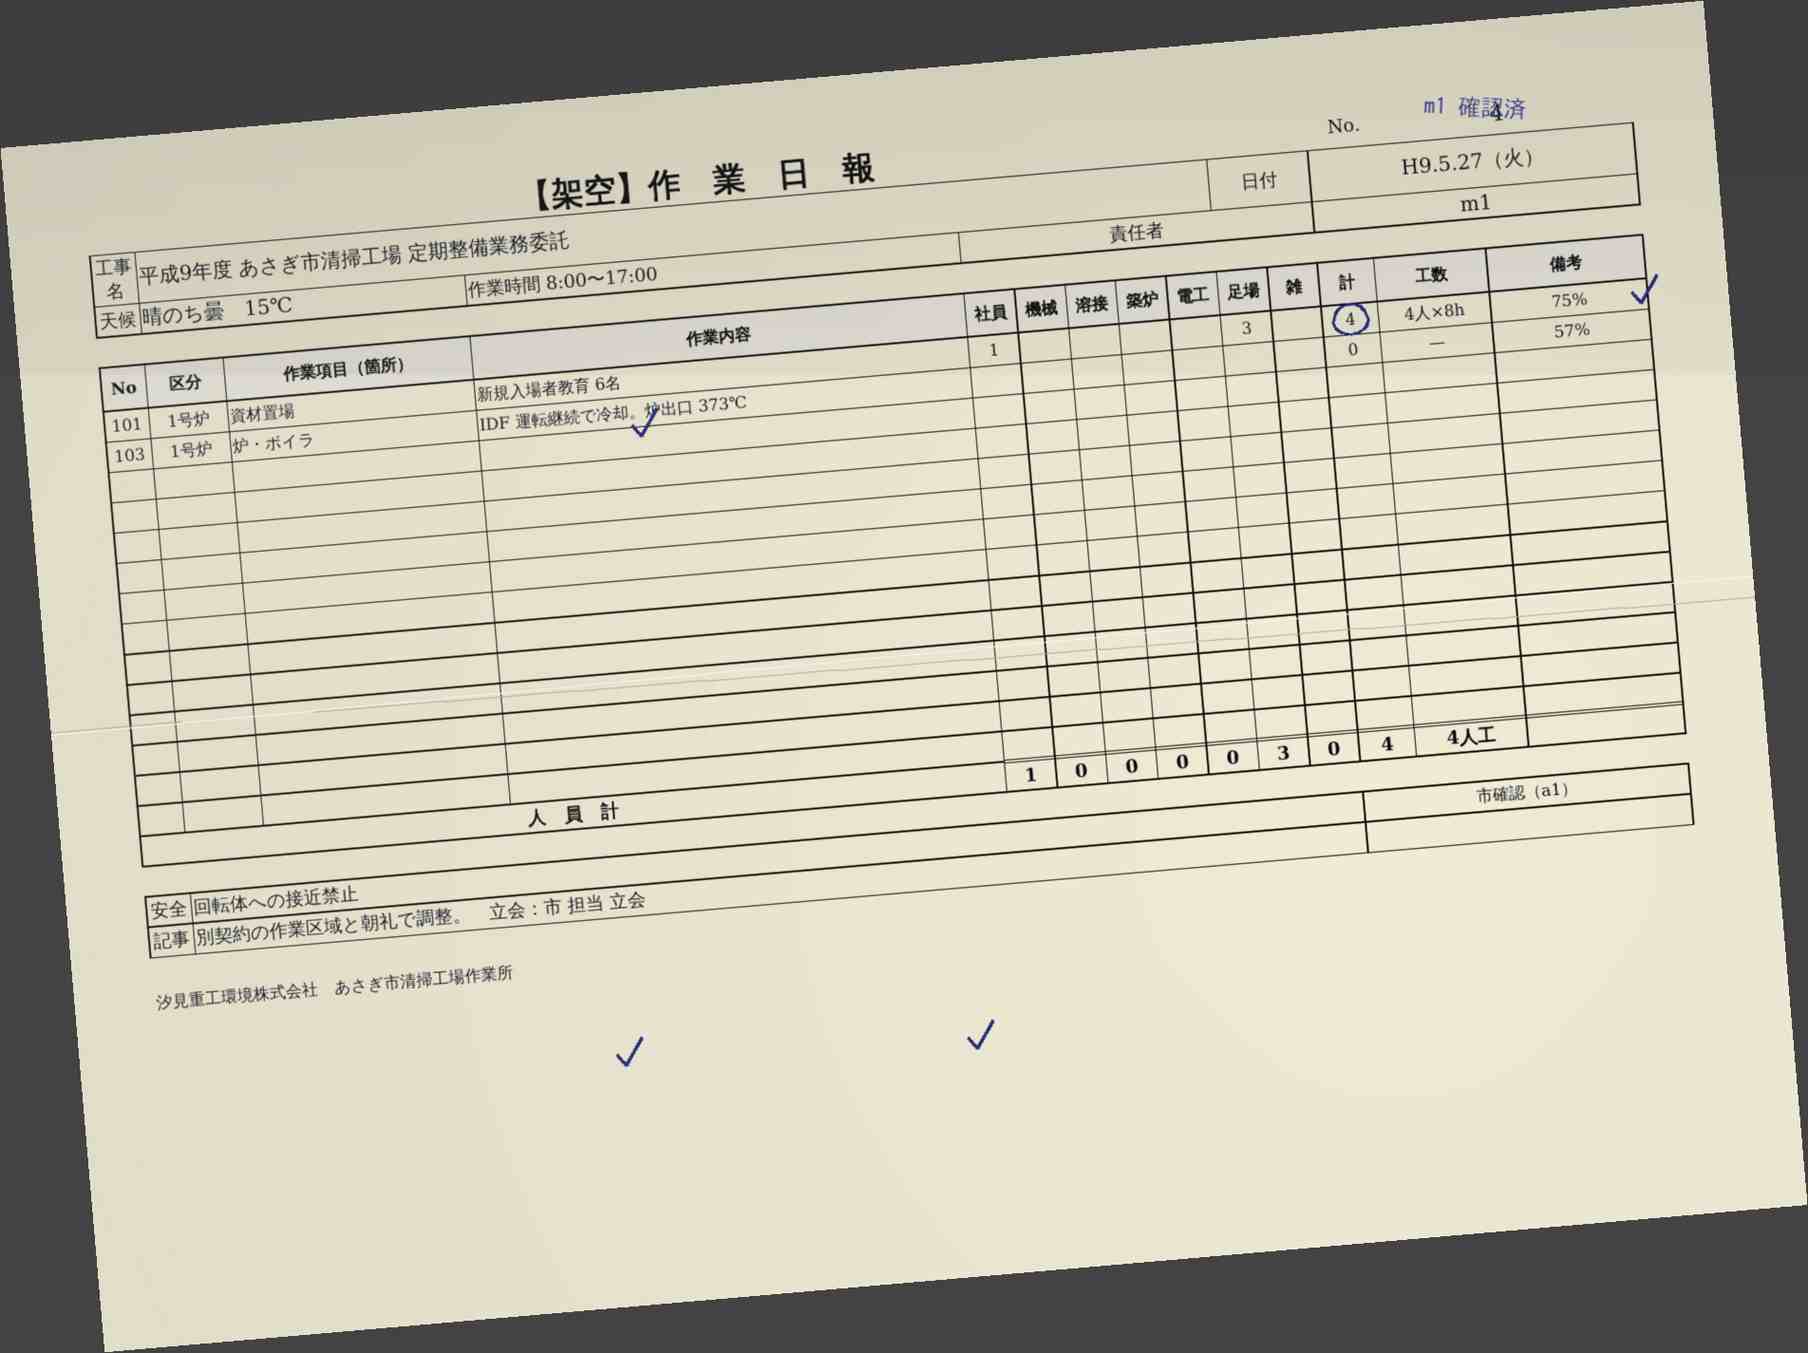 m1 確認済
No. 4
【架空】作 業 日 報
工事名 平成9年度 あさぎ市清掃工場 定期整備業務委託 日付 H9.5.27（火）
天候 晴のち曇 15℃ 作業時間 8:00〜17:00 責任者 m1
No 区分 作業項目（箇所） 作業内容 社員 機械 溶接 築炉 電工 足場 雑 計 工数 備考
101 1号炉 資材置場 新規入場者教育 6名 1 3 4 4人×8h 75%
103 1号炉 炉・ボイラ IDF 運転継続で冷却。炉出口 373℃ 0 — 57%
人 員 計 1 0 0 0 0 3 0 4 4人工
市確認（a1）
安全 回転体への接近禁止
記事 別契約の作業区域と朝礼で調整。 立会：市 担当 立会
汐見重工環境株式会社 あさぎ市清掃工場作業所